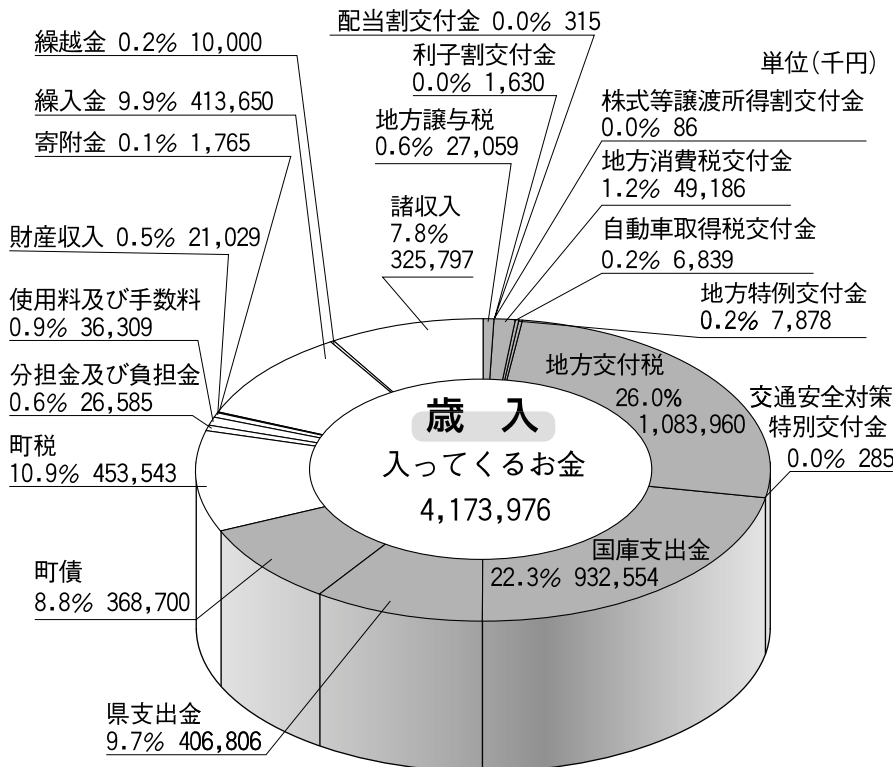 配当割交付金 0.0% 315
繰越金 0.2% 10,000
利子割交付金
0.0% 1,630
単位(千円)
繰入金 9.9% 413,650
株式等譲渡所得割交付金
0.0% 86
寄附金 0.1% 1,765
地方譲与税
0.6% 27,059
地方消費税交付金
1.2% 49,186
諸収入
7.8%
325,797
財産収入 0.5% 21,029
自動車取得税交付金
0.2% 6,839
使用料及び手数料
0.9% 36,309
地方特例交付金
0.2% 7,878
分担金及び負担金
0.6% 26,585
地方交付税
26.0%
1,083,960
交通安全対策
特別交付金
0.0% 285
歳 入
入ってくるお金
4,173,976
町税
10.9% 453,543
国庫支出金
22.3% 932,554
町債
8.8% 368,700
県支出金
9.7% 406,806